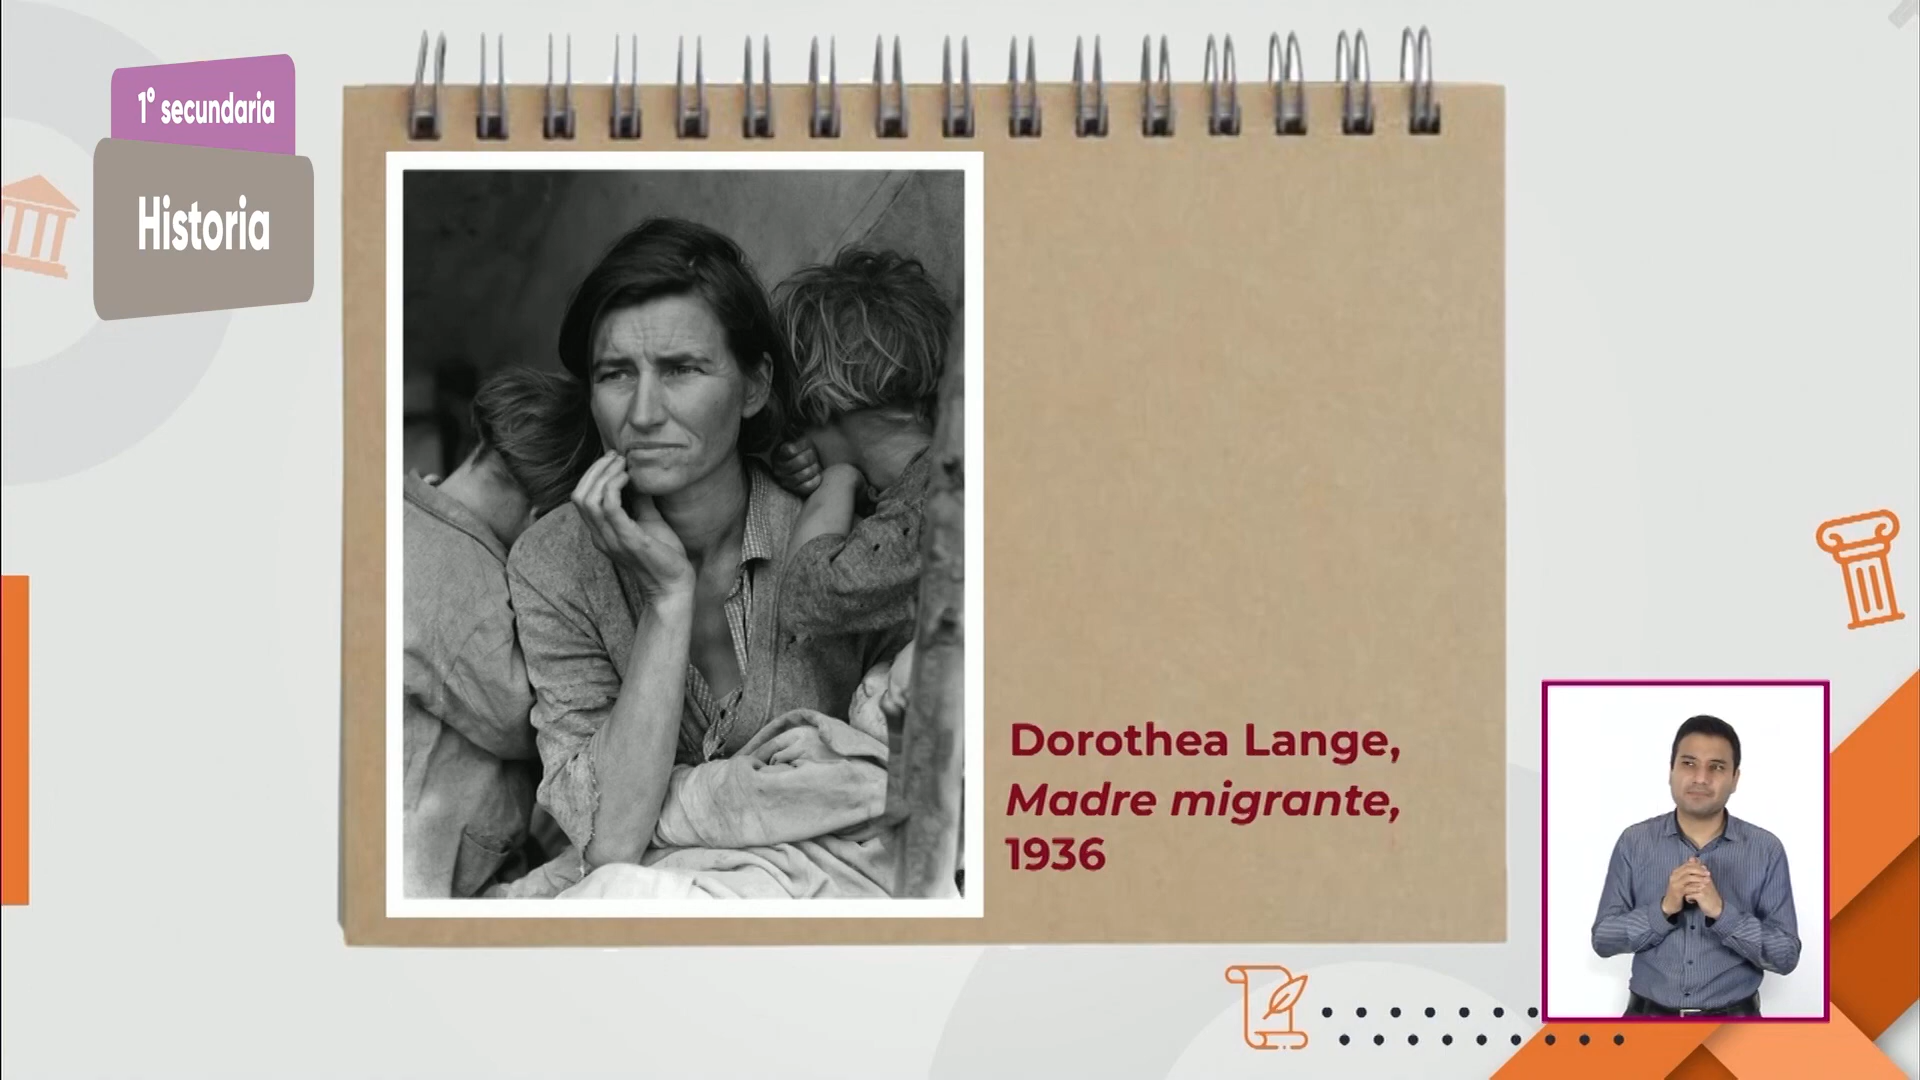 1° secundaria
Historia
Dorothea Lange,
Madre migrante,
1936